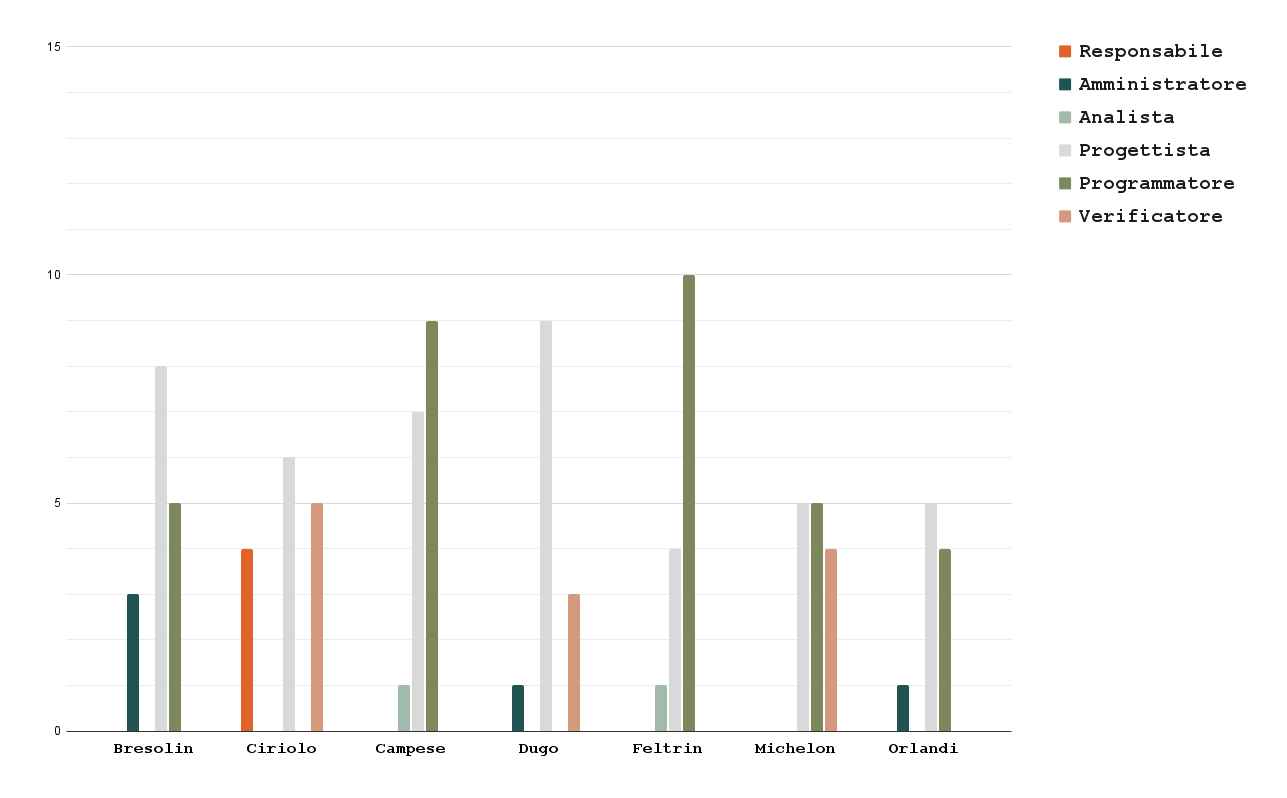 15
10
5
0
Bresolin Ciriolo Campese Dugo Feltrin Michelon Orlandi
Responsabile
Amministratore
Analista
Progettista
Programmatore
Verificatore